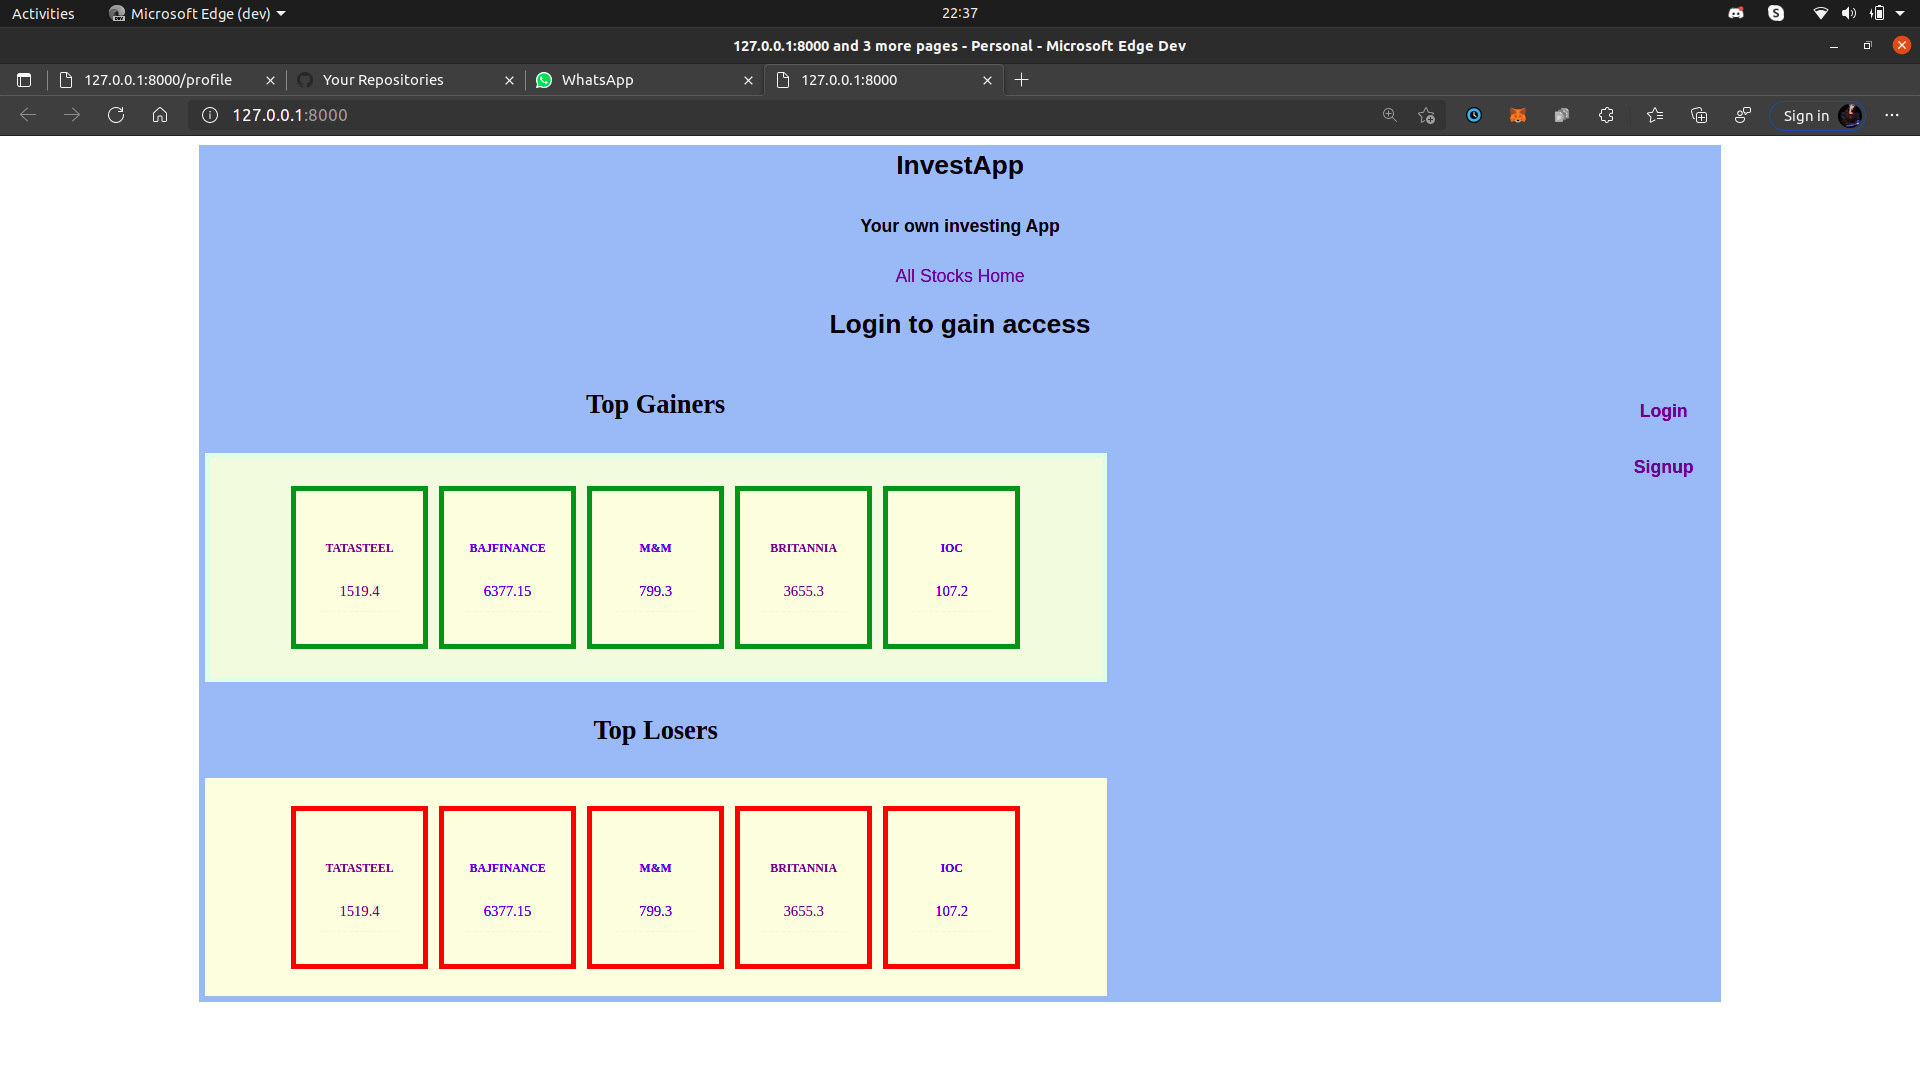 Activities Microsoft Edge (dev) 22:37
127.0.0.1:8000 and 3 more pages - Personal - Microsoft Edge Dev
127.0.0.1:8000/profile Your Repositories WhatsApp 127.0.0.1:8000
127.0.0.1:8000 Sign in
InvestApp
Your own investing App
All Stocks Home
Login to gain access
Top Gainers
Login
Signup
TATASTEEL BAJFINANCE M&M BRITANNIA IOC
1519.4 6377.15 799.3 3655.3 107.2
Top Losers
TATASTEEL BAJFINANCE M&M BRITANNIA IOC
1519.4 6377.15 799.3 3655.3 107.2